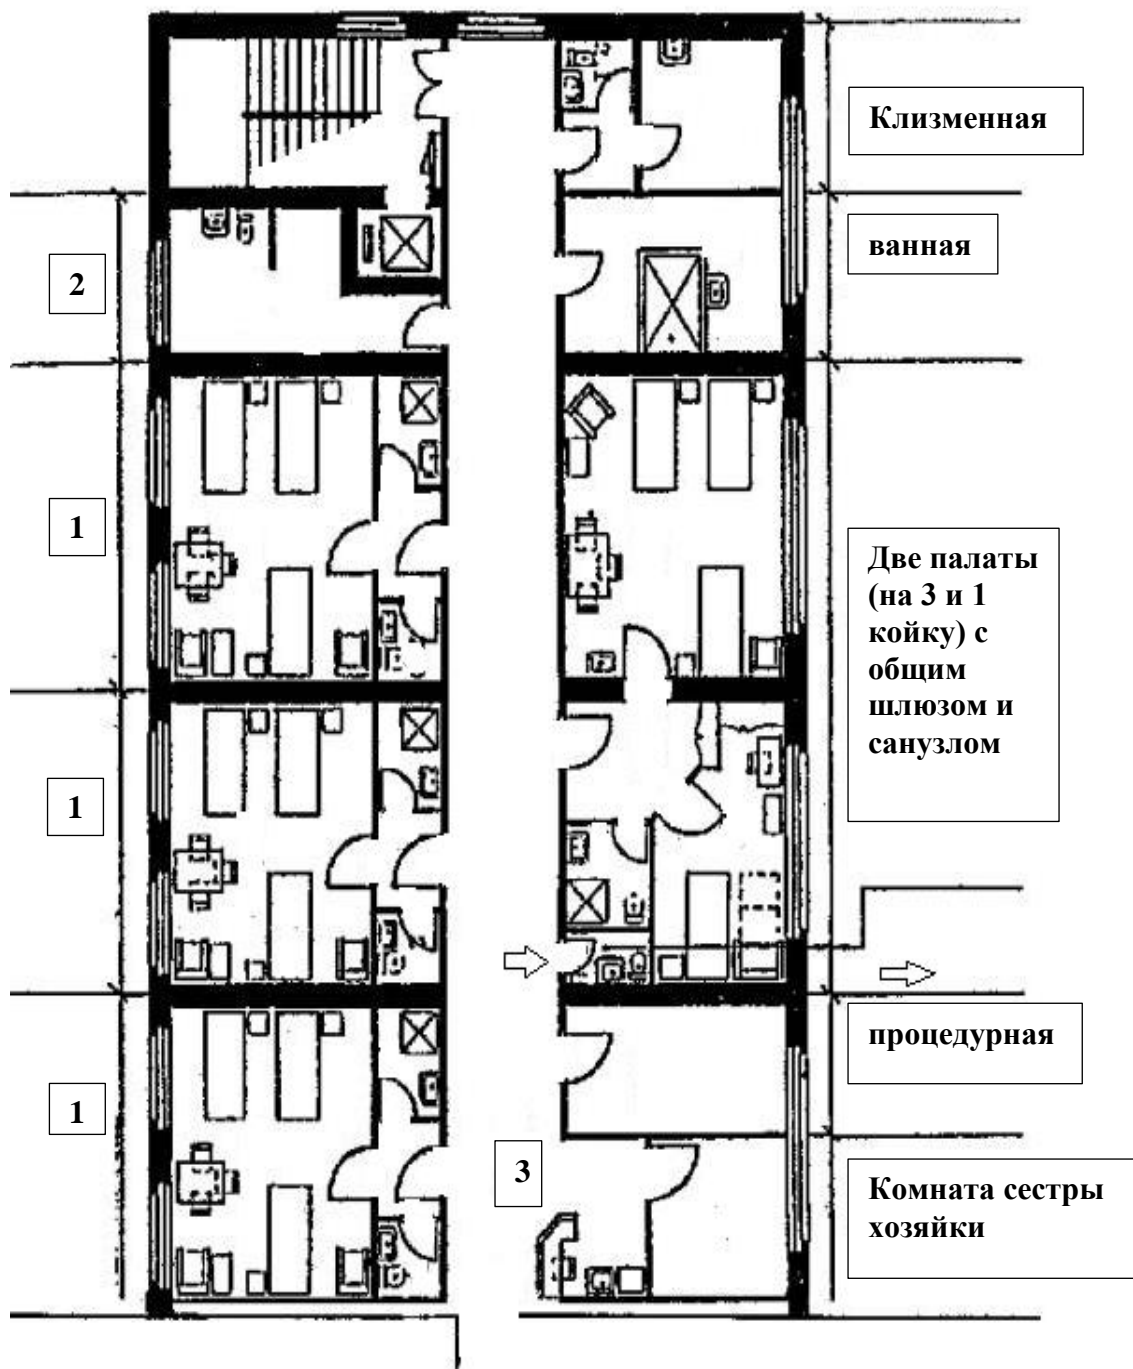 Клизменная
ванная
2
1
Две палаты
(на 3 и 1
койку) с
общим
шлюзом и
санузлом
1
процедурная
1
3
Комната сестры
хозяйки